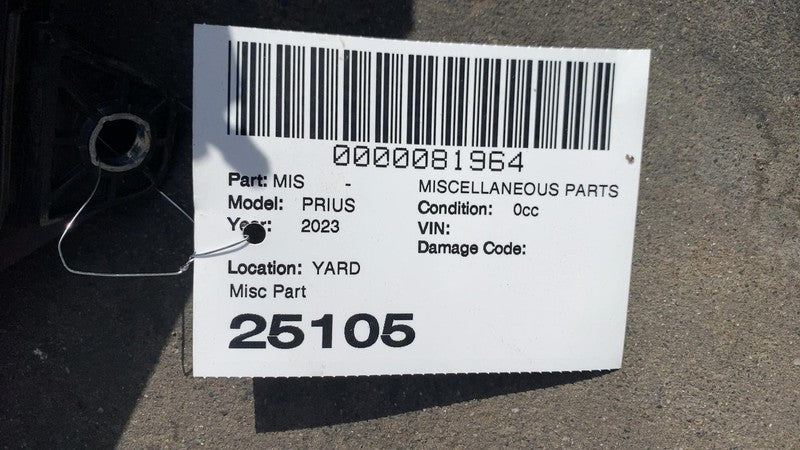 0000081964
Part: MIS - MISCELLANEOUS PARTS
Model: PRIUS Condition: 0cc
Year: 2023 VIN:
Damage Code:
Location: YARD
Misc Part
25105